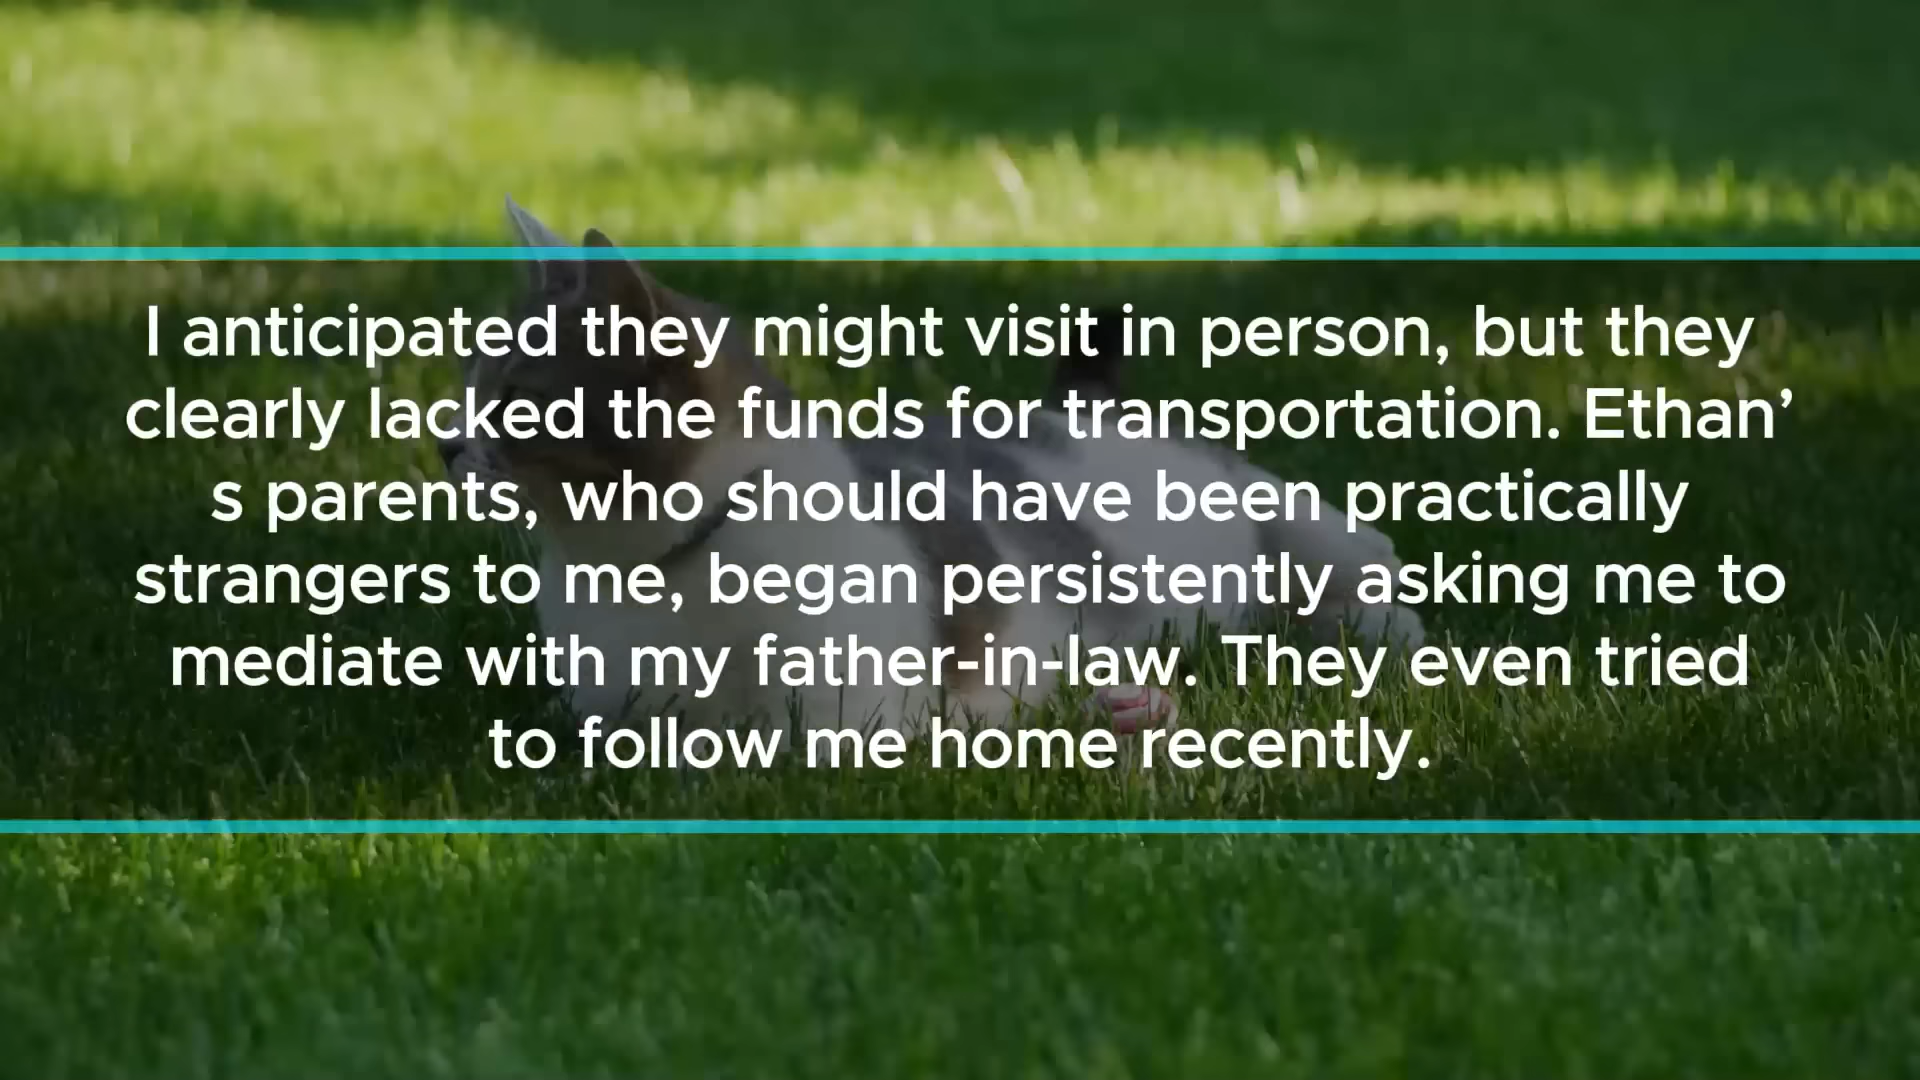 I anticipated they might visit in person, but they
clearly lacked the funds for transportation. Ethan’
s parents, who should have been practically
strangers to me, began persistently asking me to
mediate with my father-in-law. They even tried
to follow me home recently.